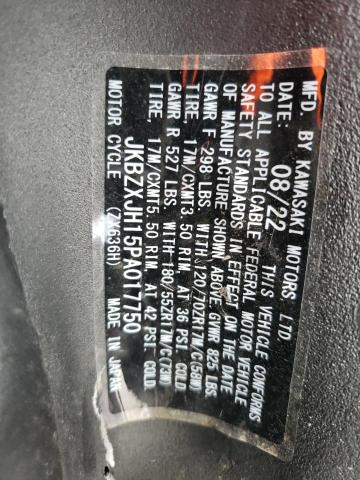 MFD. BY KAWASAKI MOTORS LTD
DATE: 08/22 THIS VEHICLE CONFORMS
TO ALL APPLICABLE FEDERAL MOTOR VEHICLE
SAFETY STANDARDS IN EFFECT ON THE DATE
OF MANUFACTURE SHOWN ABOVE GVWR 825 LBS.
GAWR F 298 LBS. WITH 120/70ZR17M/C(58W)
TIRE, 17M/CXMT3.50 RIM, AT 36 PSI. COLD
GAWR R 527 LBS. WITH 180/55ZR17M/C(73W)
TIRE, 17M/CXMT5.50 RIM, AT 42 PSI. COLD
JKBZXJH15PA017750
MOTOR CYCLE (ZX636H) MADE IN JAPAN